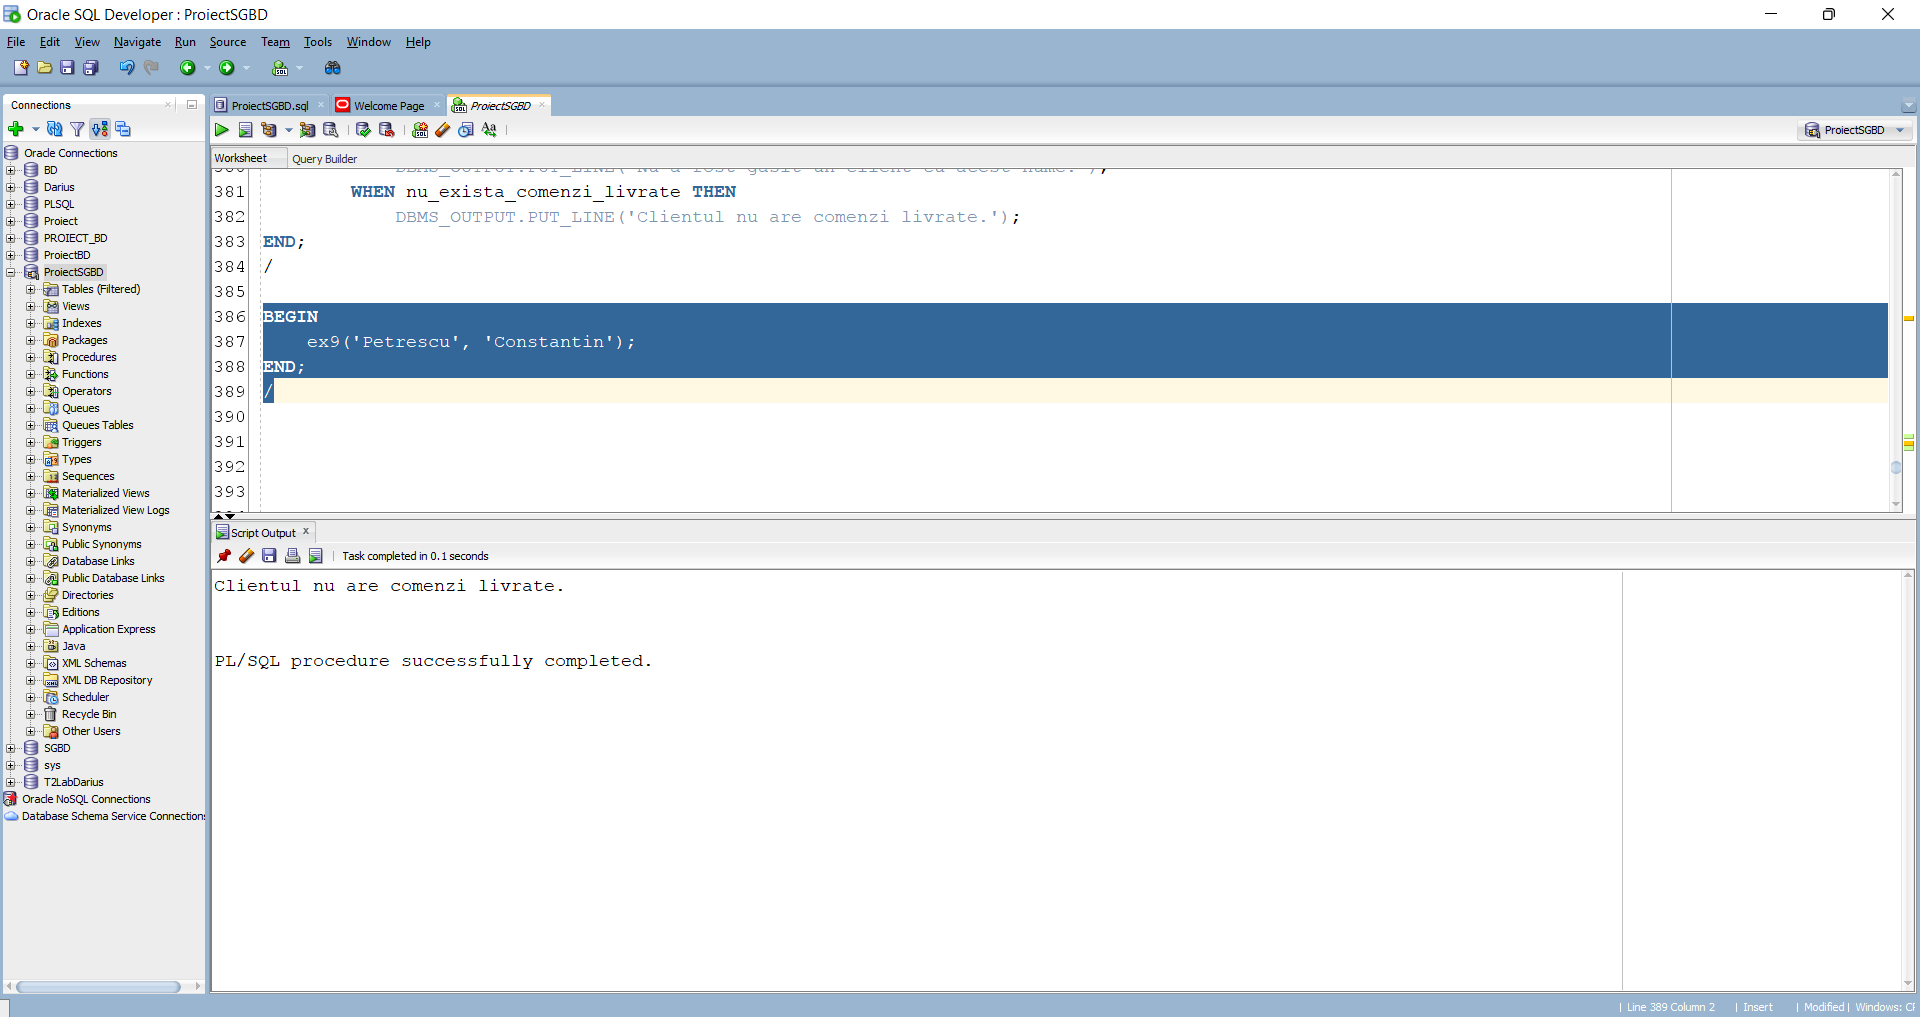 Oracle SQL Developer : ProiectSGBD
File Edit View Navigate Run Source Team Tools Window Help
Connections
ProiectSGBD.sql
Welcome Page
ProiectSGBD
ProiectSGBD
Worksheet
Query Builder
Oracle Connections
BD
Darius
PLSQL
Proiect
PROIECT_BD
ProiectBD
ProiectSGBD
Tables (Filtered)
Views
Indexes
Packages
Procedures
Functions
Operators
Queues
Queues Tables
Triggers
Types
Sequences
Materialized Views
Materialized View Logs
Synonyms
Public Synonyms
Database Links
Public Database Links
Directories
Editions
Application Express
Java
XML Schemas
XML DB Repository
Scheduler
Recycle Bin
Other Users
SGBD
sys
T2LabDarius
Oracle NoSQL Connections
Database Schema Service Connections
381 WHEN nu_exista_comenzi_livrate THEN
382 DBMS_OUTPUT.PUT_LINE('Clientul nu are comenzi livrate.');
383 END;
384 /
385
386 BEGIN
387 ex9('Petrescu', 'Constantin');
388 END;
389 /
390
391
392
393
Script Output
Task completed in 0.1 seconds
Clientul nu are comenzi livrate.
PL/SQL procedure successfully completed.
Line 389 Column 2 | Insert | Modified | Windows: CF